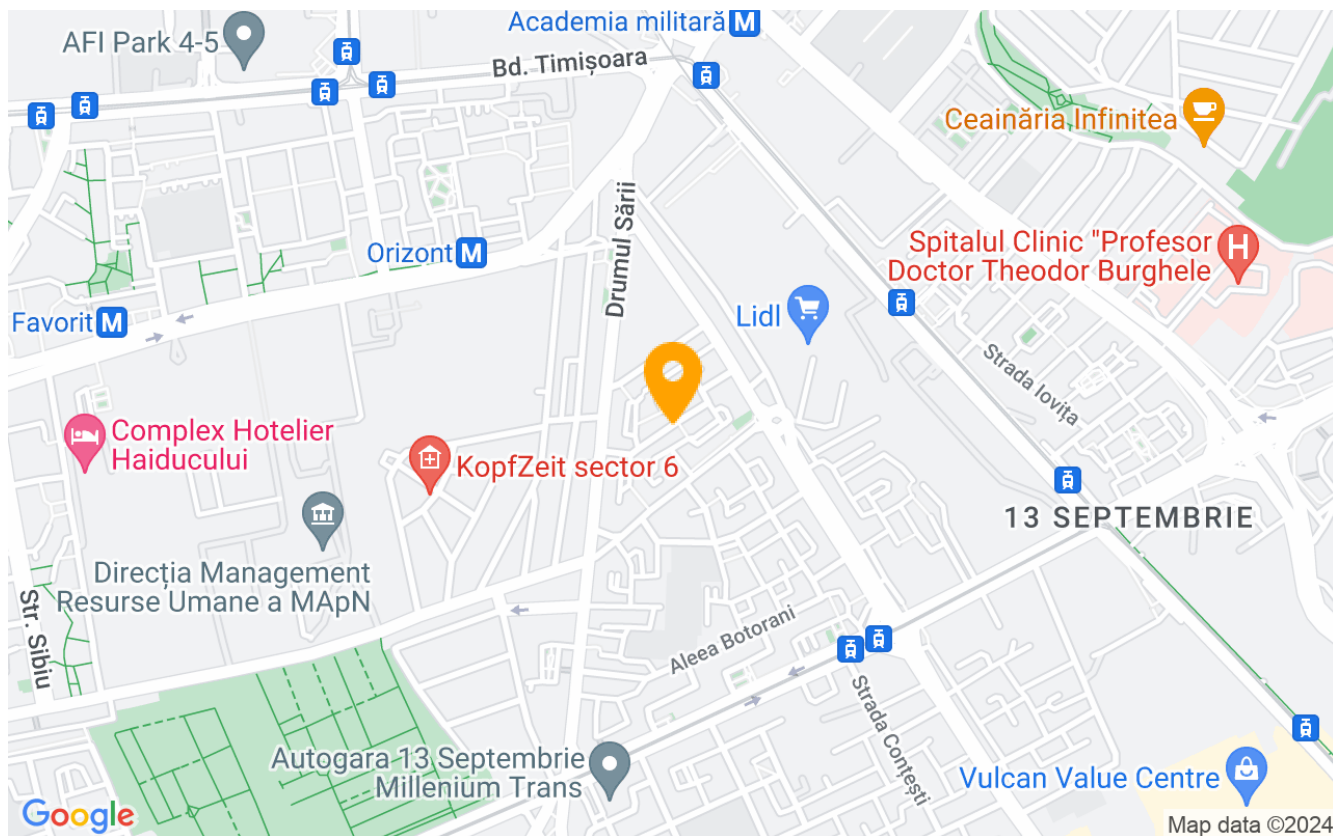 Academia militară M
AFI Park 4-5
Bd. Timișoara
Ceainăria Infinitea
Drumul Sării
Orizont M
Spitalul Clinic "Profesor
Doctor Theodor Burghele
H
Favorit M
Lidl
Strada Iovița
Complex Hotelier
Haiducului
KopfZeit sector 6
13 SEPTEMBRIE
Direcția Management
Resurse Umane a MApN
Str. Sibiu
Aleea Botorani
Strada Conțești
Autogara 13 Septembrie
Millenium Trans
Vulcan Value Centre
Google
Map data ©2024